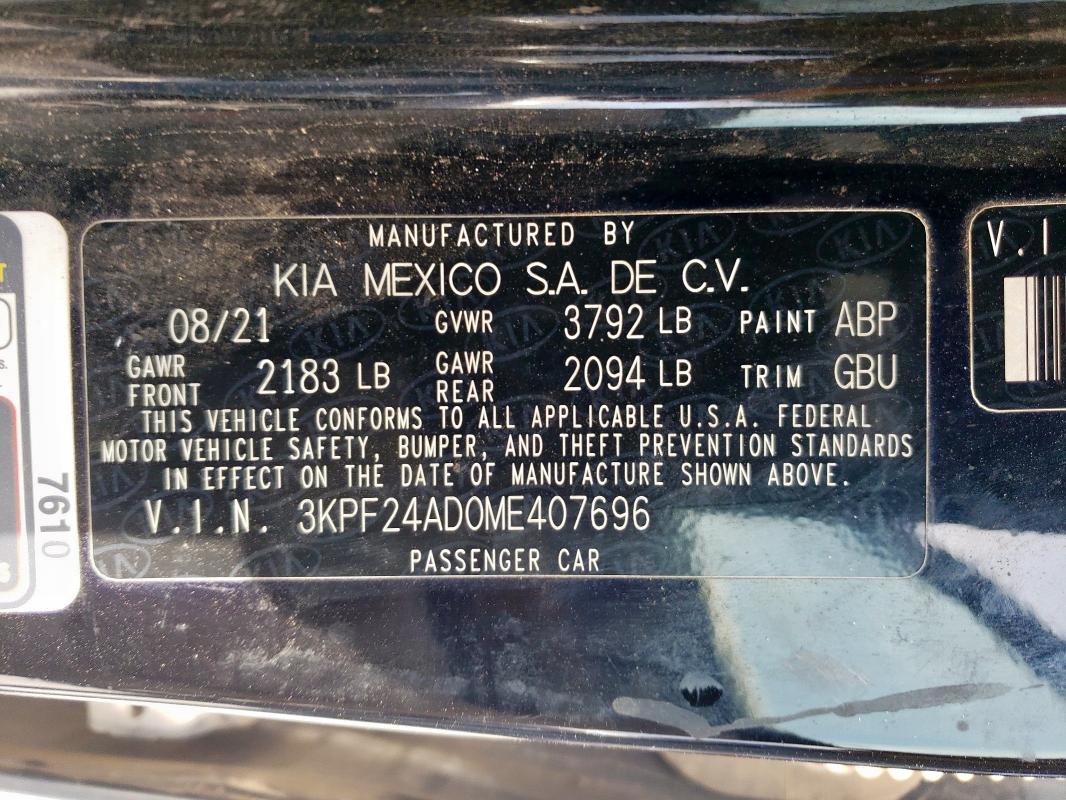 MANUFACTURED BY
KIA MEXICO S.A. DE C.V.
08/21 GVWR 3792 LB PAINT ABP
GAWR FRONT 2183 LB GAWR REAR 2094 LB TRIM GBU
THIS VEHICLE CONFORMS TO ALL APPLICABLE U.S.A. FEDERAL
MOTOR VEHICLE SAFETY, BUMPER, AND THEFT PREVENTION STANDARDS
IN EFFECT ON THE DATE OF MANUFACTURE SHOWN ABOVE.
V.I.N. 3KPF24AD0ME407696
PASSENGER CAR
V.I
7610